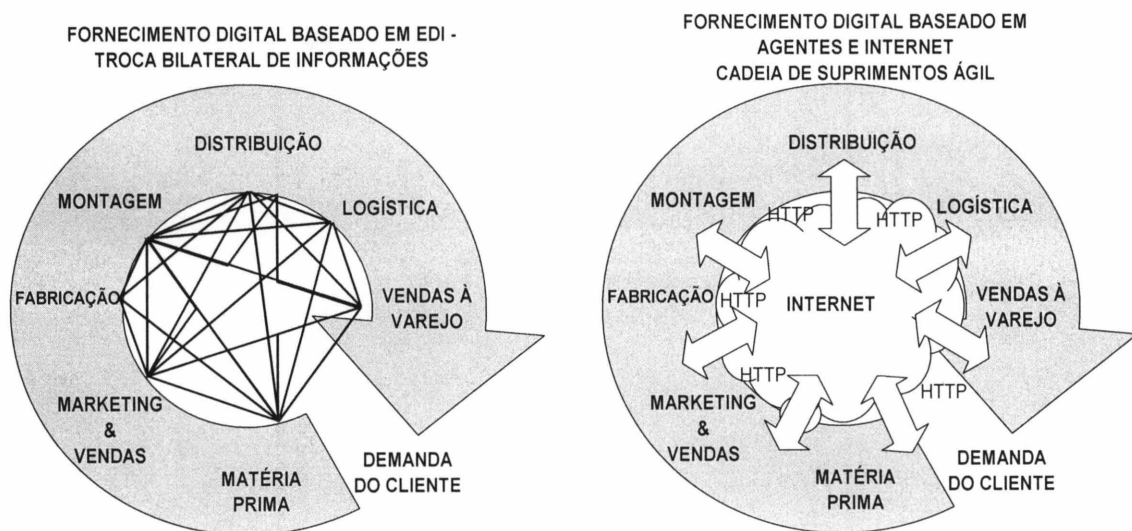 FORNECIMENTO DIGITAL BASEADO EM EDI -
TROCA BILATERAL DE INFORMAÇÕES
DISTRIBUIÇÃO
MONTAGEM
LOGÍSTICA
FABRICAÇÃO
VENDAS À
VAREJO
MARKETING
&
VENDAS
MATÉRIA
PRIMA
DEMANDA
DO CLIENTE
FORNECIMENTO DIGITAL BASEADO EM
AGENTES E INTERNET
CADEIA DE SUPRIMENTOS ÁGIL
DISTRIBUIÇÃO
MONTAGEM
HTTP
HTTP
LOGÍSTICA
FABRICAÇÃO
HTTP
INTERNET
VENDAS À
VAREJO
HTTP
HTTP
MARKETING
&
VENDAS
MATÉRIA
PRIMA
DEMANDA
DO CLIENTE